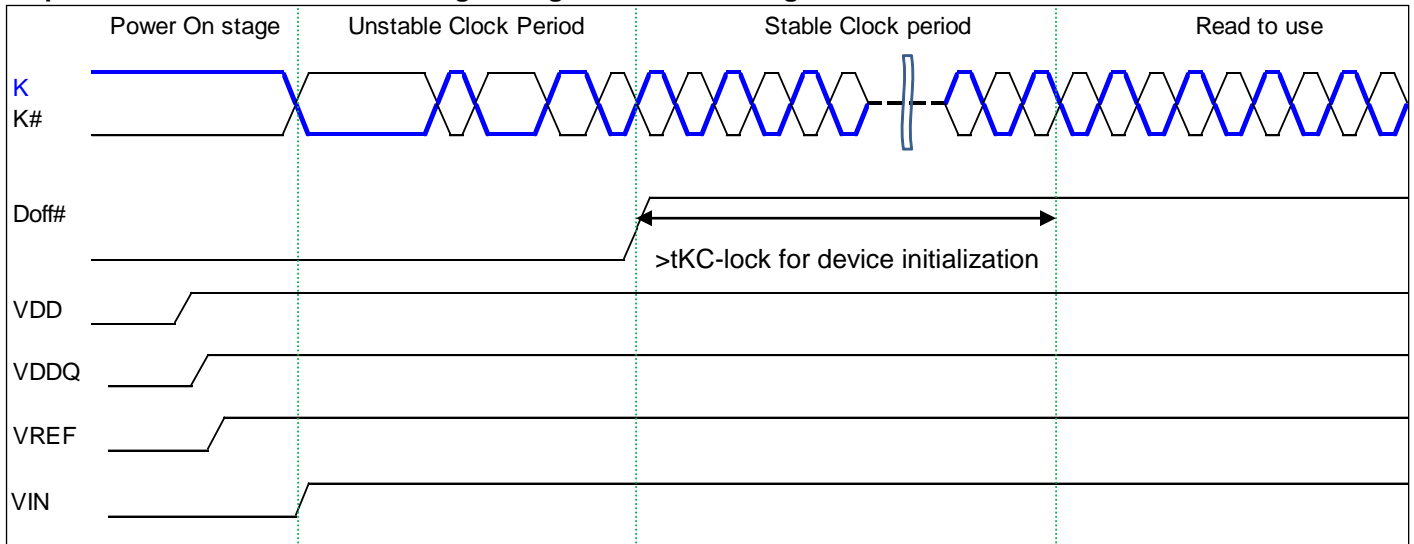 Power On stage
Unstable Clock Period
Stable Clock period
Read to use
K
K#
Doff#
>tKC-lock for device initialization
VDD
VDDQ
VREF
VIN